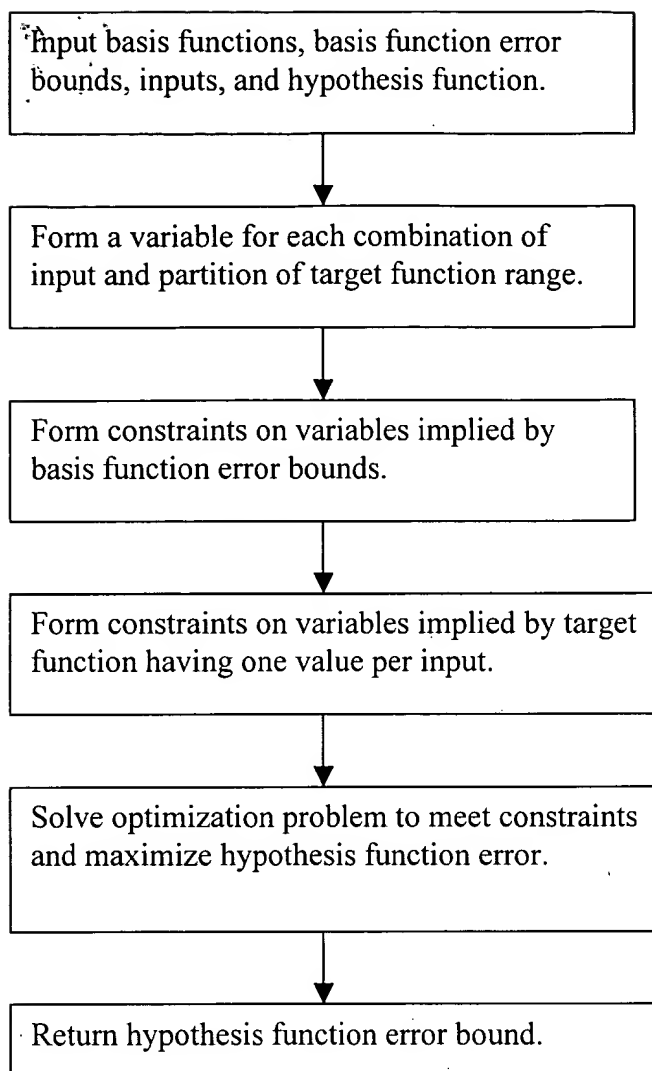 Input basis functions, basis function error
bounds, inputs, and hypothesis function.
Form a variable for each combination of
input and partition of target function range.
Form constraints on variables implied by
basis function error bounds.
Form constraints on variables implied by target
function having one value per input.
Solve optimization problem to meet constraints
and maximize hypothesis function error.
Return hypothesis function error bound.